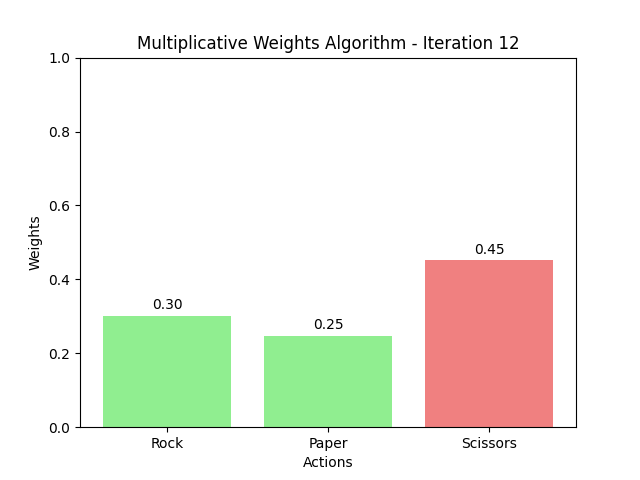 Multiplicative Weights Algorithm - Iteration 12
1.0
0.8
0.6
0.4
0.2
0.0
Weights
0.30
0.25
0.45
Rock Paper Scissors
Actions